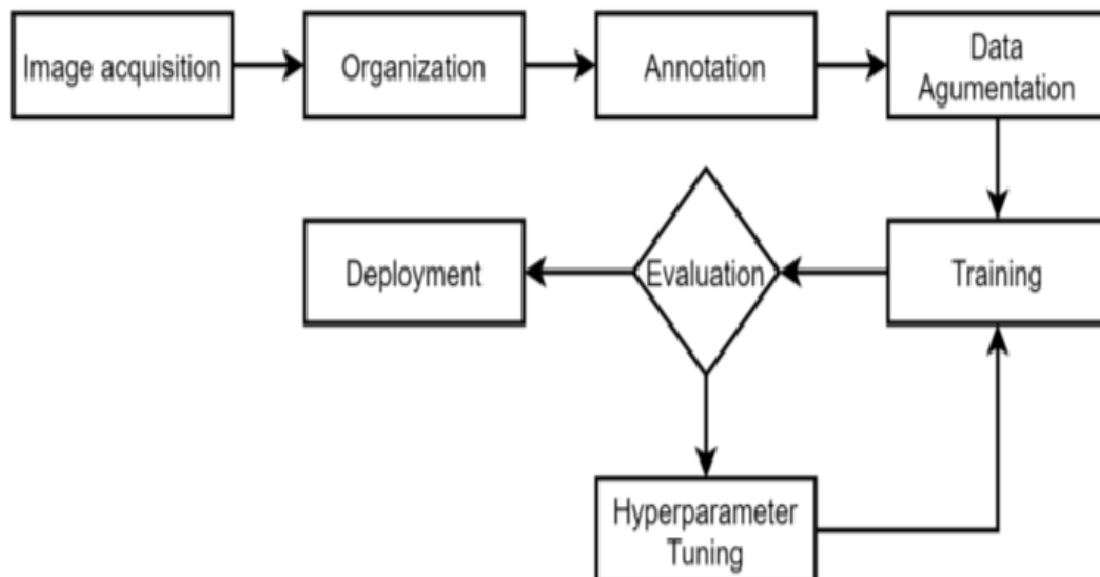 Image acquisition
Organization
Annotation
Data
Agumentation
Deployment
Evaluation
Training
Hyperparameter
Tuning